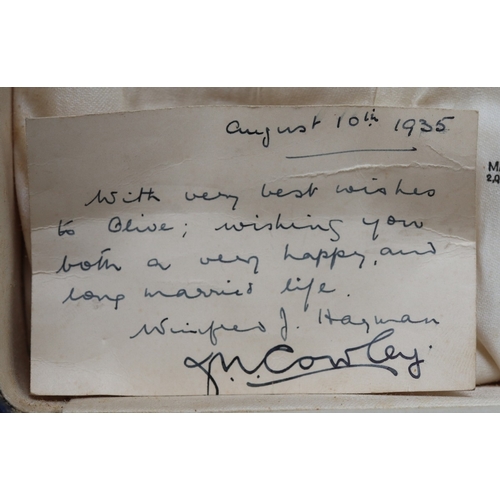 August 10th 1935
With very best wishes
to Olive; wishing you
both a very happy, and
long married life.
Winifred J. Hayman
Cowley.